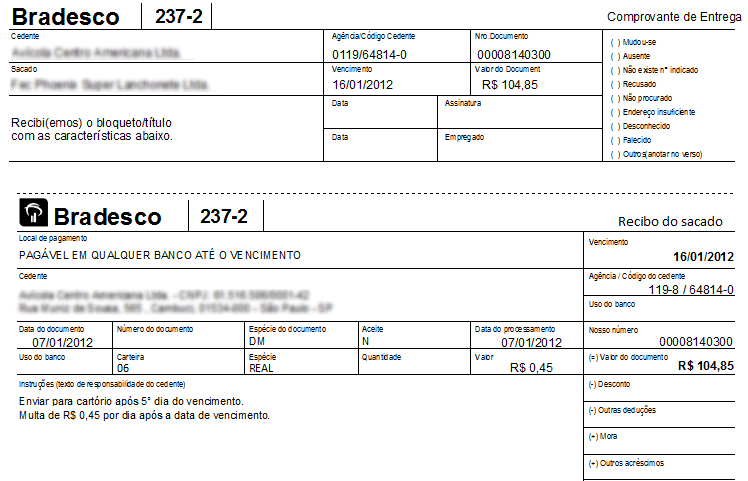 Bradesco 237-2 Comprovante de Entrega
Cedente Agência/Código Cedente Nro.Documento
0119/64814-0 00008140300
Sacado Vencimento Valor do Document
16/01/2012 R$ 104,85
Recibi(emos) o bloqueto/título
com as características abaixo.
Data Assinatura
Data Empregado
( ) Mudou-se
( ) Ausente
( ) Não existe n° indicado
( ) Recusado
( ) Não procurado
( ) Endereço insuficiente
( ) Desconhecido
( ) Falecido
( ) Outros(anotar no verso)
Bradesco 237-2 Recibo do sacado
Local de pagamento Vencimento
PAGÁVEL EM QUALQUER BANCO ATÉ O VENCIMENTO 16/01/2012
Cedente Agência / Código do cedente
119-8 / 64814-0
Uso do banco
Data do documento Número do documento Espécie do documento Aceite Data do processamento Nosso número
07/01/2012 DM N 07/01/2012 00008140300
Uso do banco Carteira Espécie Quantidade Valor (=) Valor do documento
06 REAL R$ 0,45 R$ 104,85
Instruções (texto de responsabilidade do cedente) (-) Desconto
Enviar para cartório após 5° dia do vencimento.
Multa de R$ 0,45 por dia após a data de vencimento.
(-) Outras deduções
(+) Mora
(+) Outros acréscimos